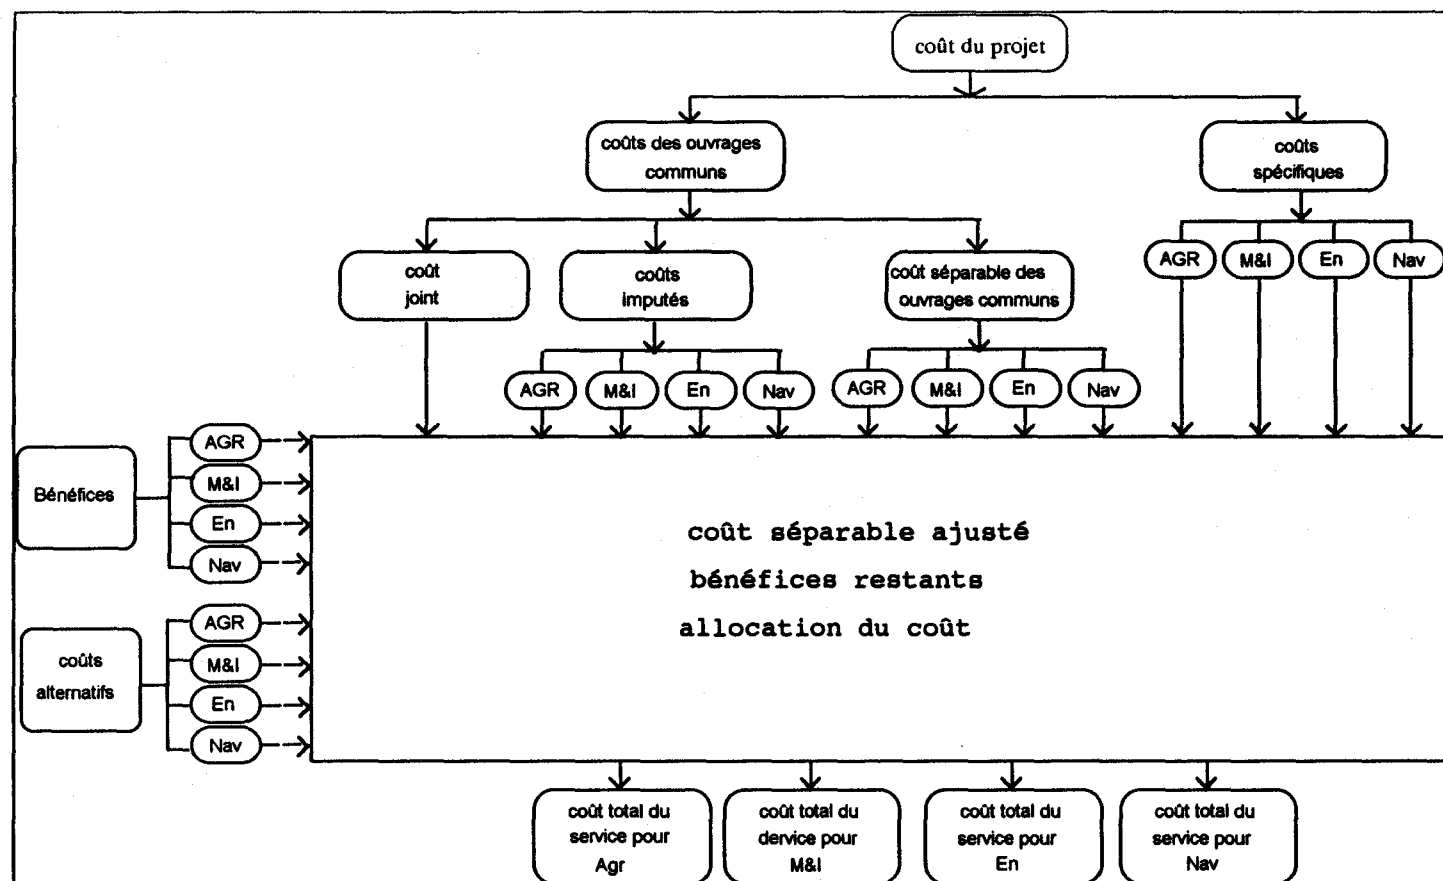 coût du projet
coûts des ouvrages
communs
coûts
spécifiques
AGR
M&I
En
Nav
coût
joint
coûts
imputés
coût séparable des
ouvrages communs
AGR
M&I
En
Nav
AGR
M&I
En
Nav
Bénéfices
AGR
M&I
En
Nav
coût séparable ajusté
bénéfices restants
allocation du coût
coûts
alternatifs
AGR
M&I
En
Nav
coût total du
service pour
Agr
coût total du
dervice pour
M&I
coût total du
service pour
En
coût total du
service pour
Nav